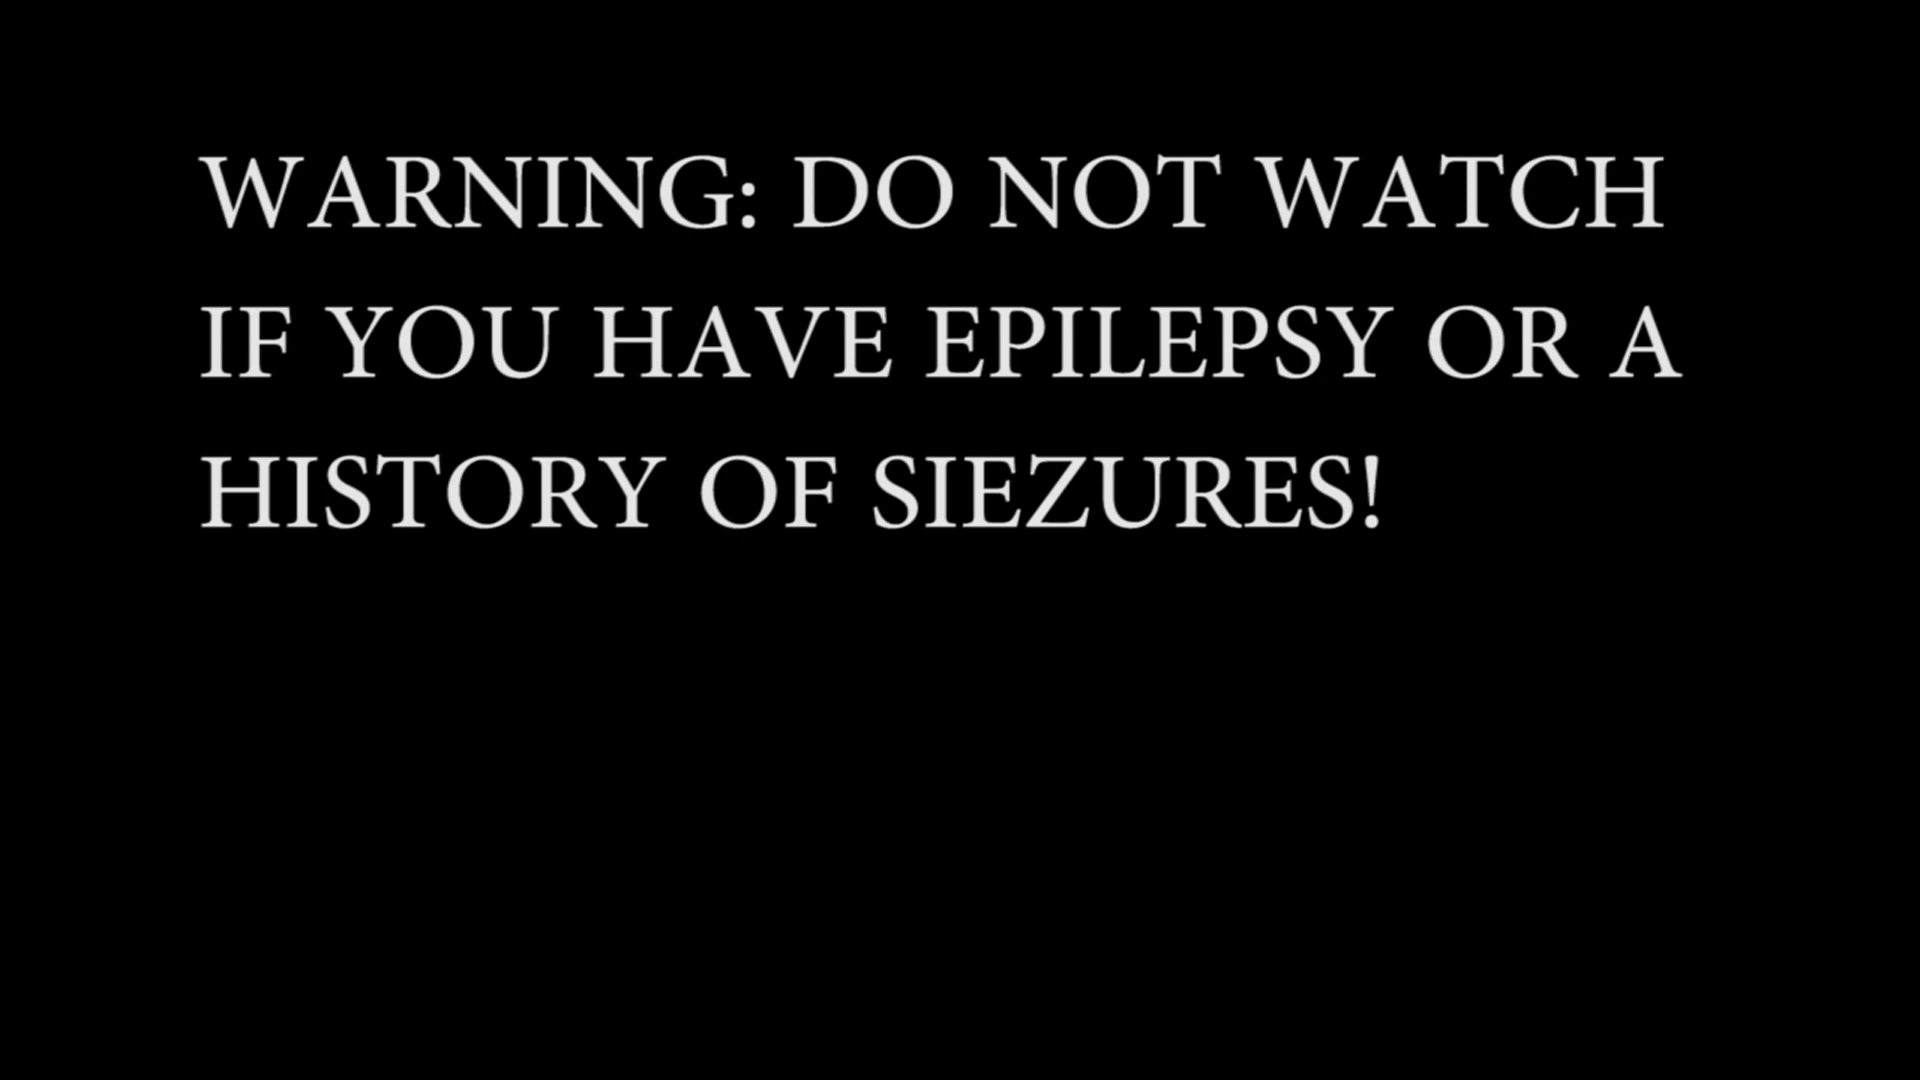 WARNING: DO NOT WATCH
IF YOU HAVE EPILEPSY OR A
HISTORY OF SIEZURES!